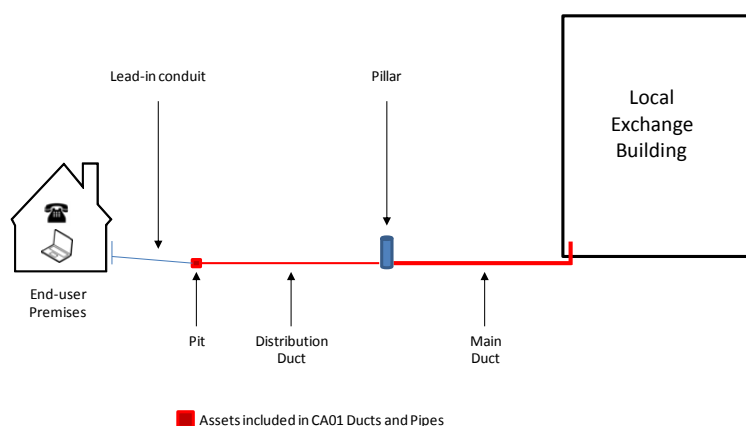 Lead-in conduit
Pillar
Local
Exchange
Building
End-user
Premises
Pit
Distribution
Duct
Main
Duct
Assets included in CA01 Ducts and Pipes